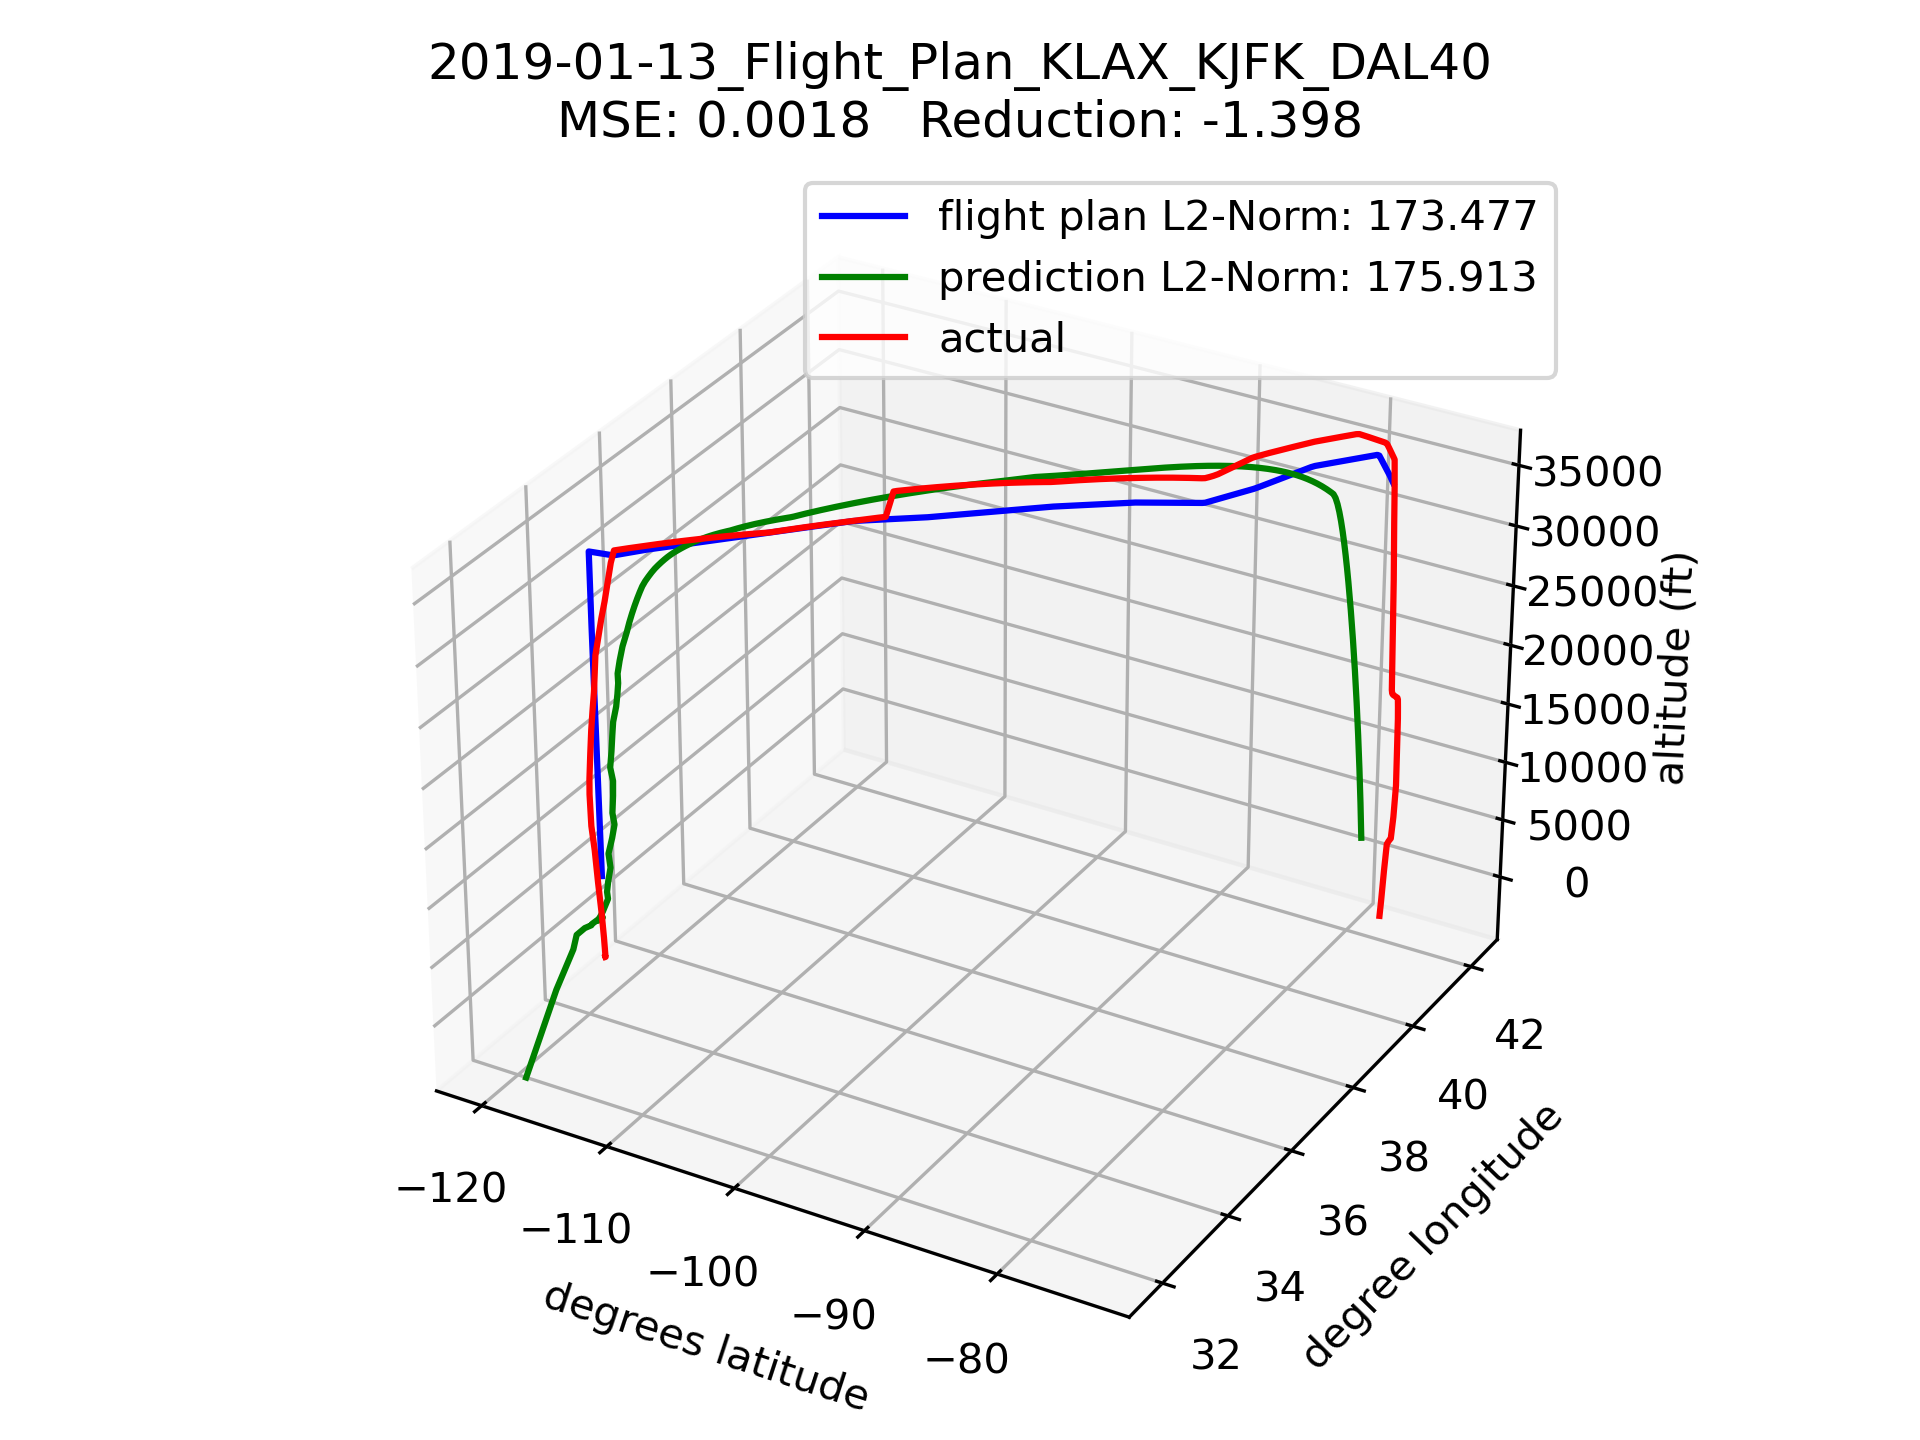 2019-01-13_Flight_Plan_KLAX_KJFK_DAL40
MSE: 0.0018   Reduction: -1.398
flight plan L2-Norm: 173.477
prediction L2-Norm: 175.913
actual
35000
30000
25000
20000
15000
10000
5000
0
altitude (ft)
42
40
38
36
34
32
degree longitude
−120
−110
−100
−90
−80
degrees latitude